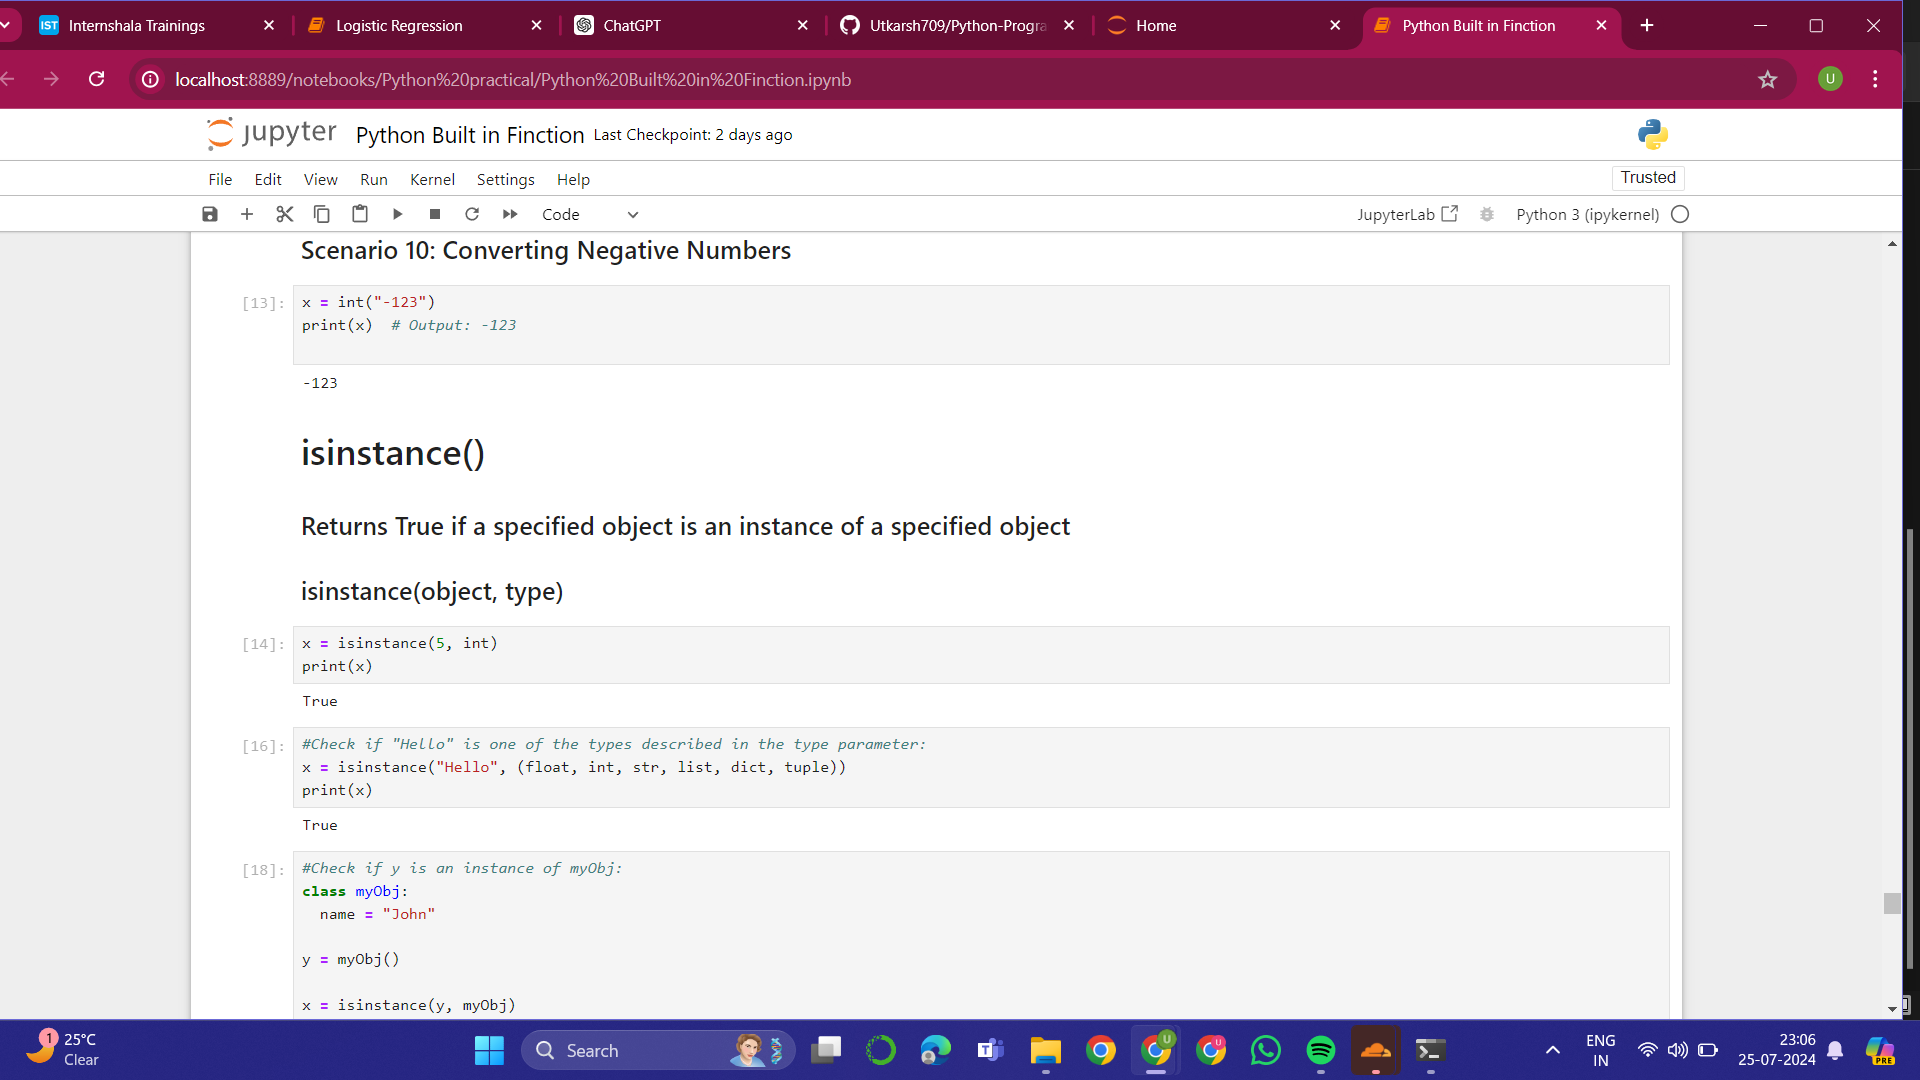 IST Internshala Trainings
Logistic Regression
ChatGPT
Utkarsh709/Python-Progra
Home
Python Built in Finction
localhost:8889/notebooks/Python%20practical/Python%20Built%20in%20Finction.ipynb
U
jupyter Python Built in Finction Last Checkpoint: 2 days ago
File Edit View Run Kernel Settings Help
Trusted
Code
JupyterLab
Python 3 (ipykernel)
Scenario 10: Converting Negative Numbers
[13]:
x = int("-123")
print(x)  # Output: -123
-123
isinstance()
Returns True if a specified object is an instance of a specified object
isinstance(object, type)
[14]:
x = isinstance(5, int)
print(x)
True
[16]:
#Check if "Hello" is one of the types described in the type parameter:
x = isinstance("Hello", (float, int, str, list, dict, tuple))
print(x)
True
[18]:
#Check if y is an instance of myObj:
class myObj:
  name = "John"
y = myObj()
x = isinstance(y, myObj)
1
25°C
Clear
Search
U
U
ENG
IN
23:06
25-07-2024
PRE